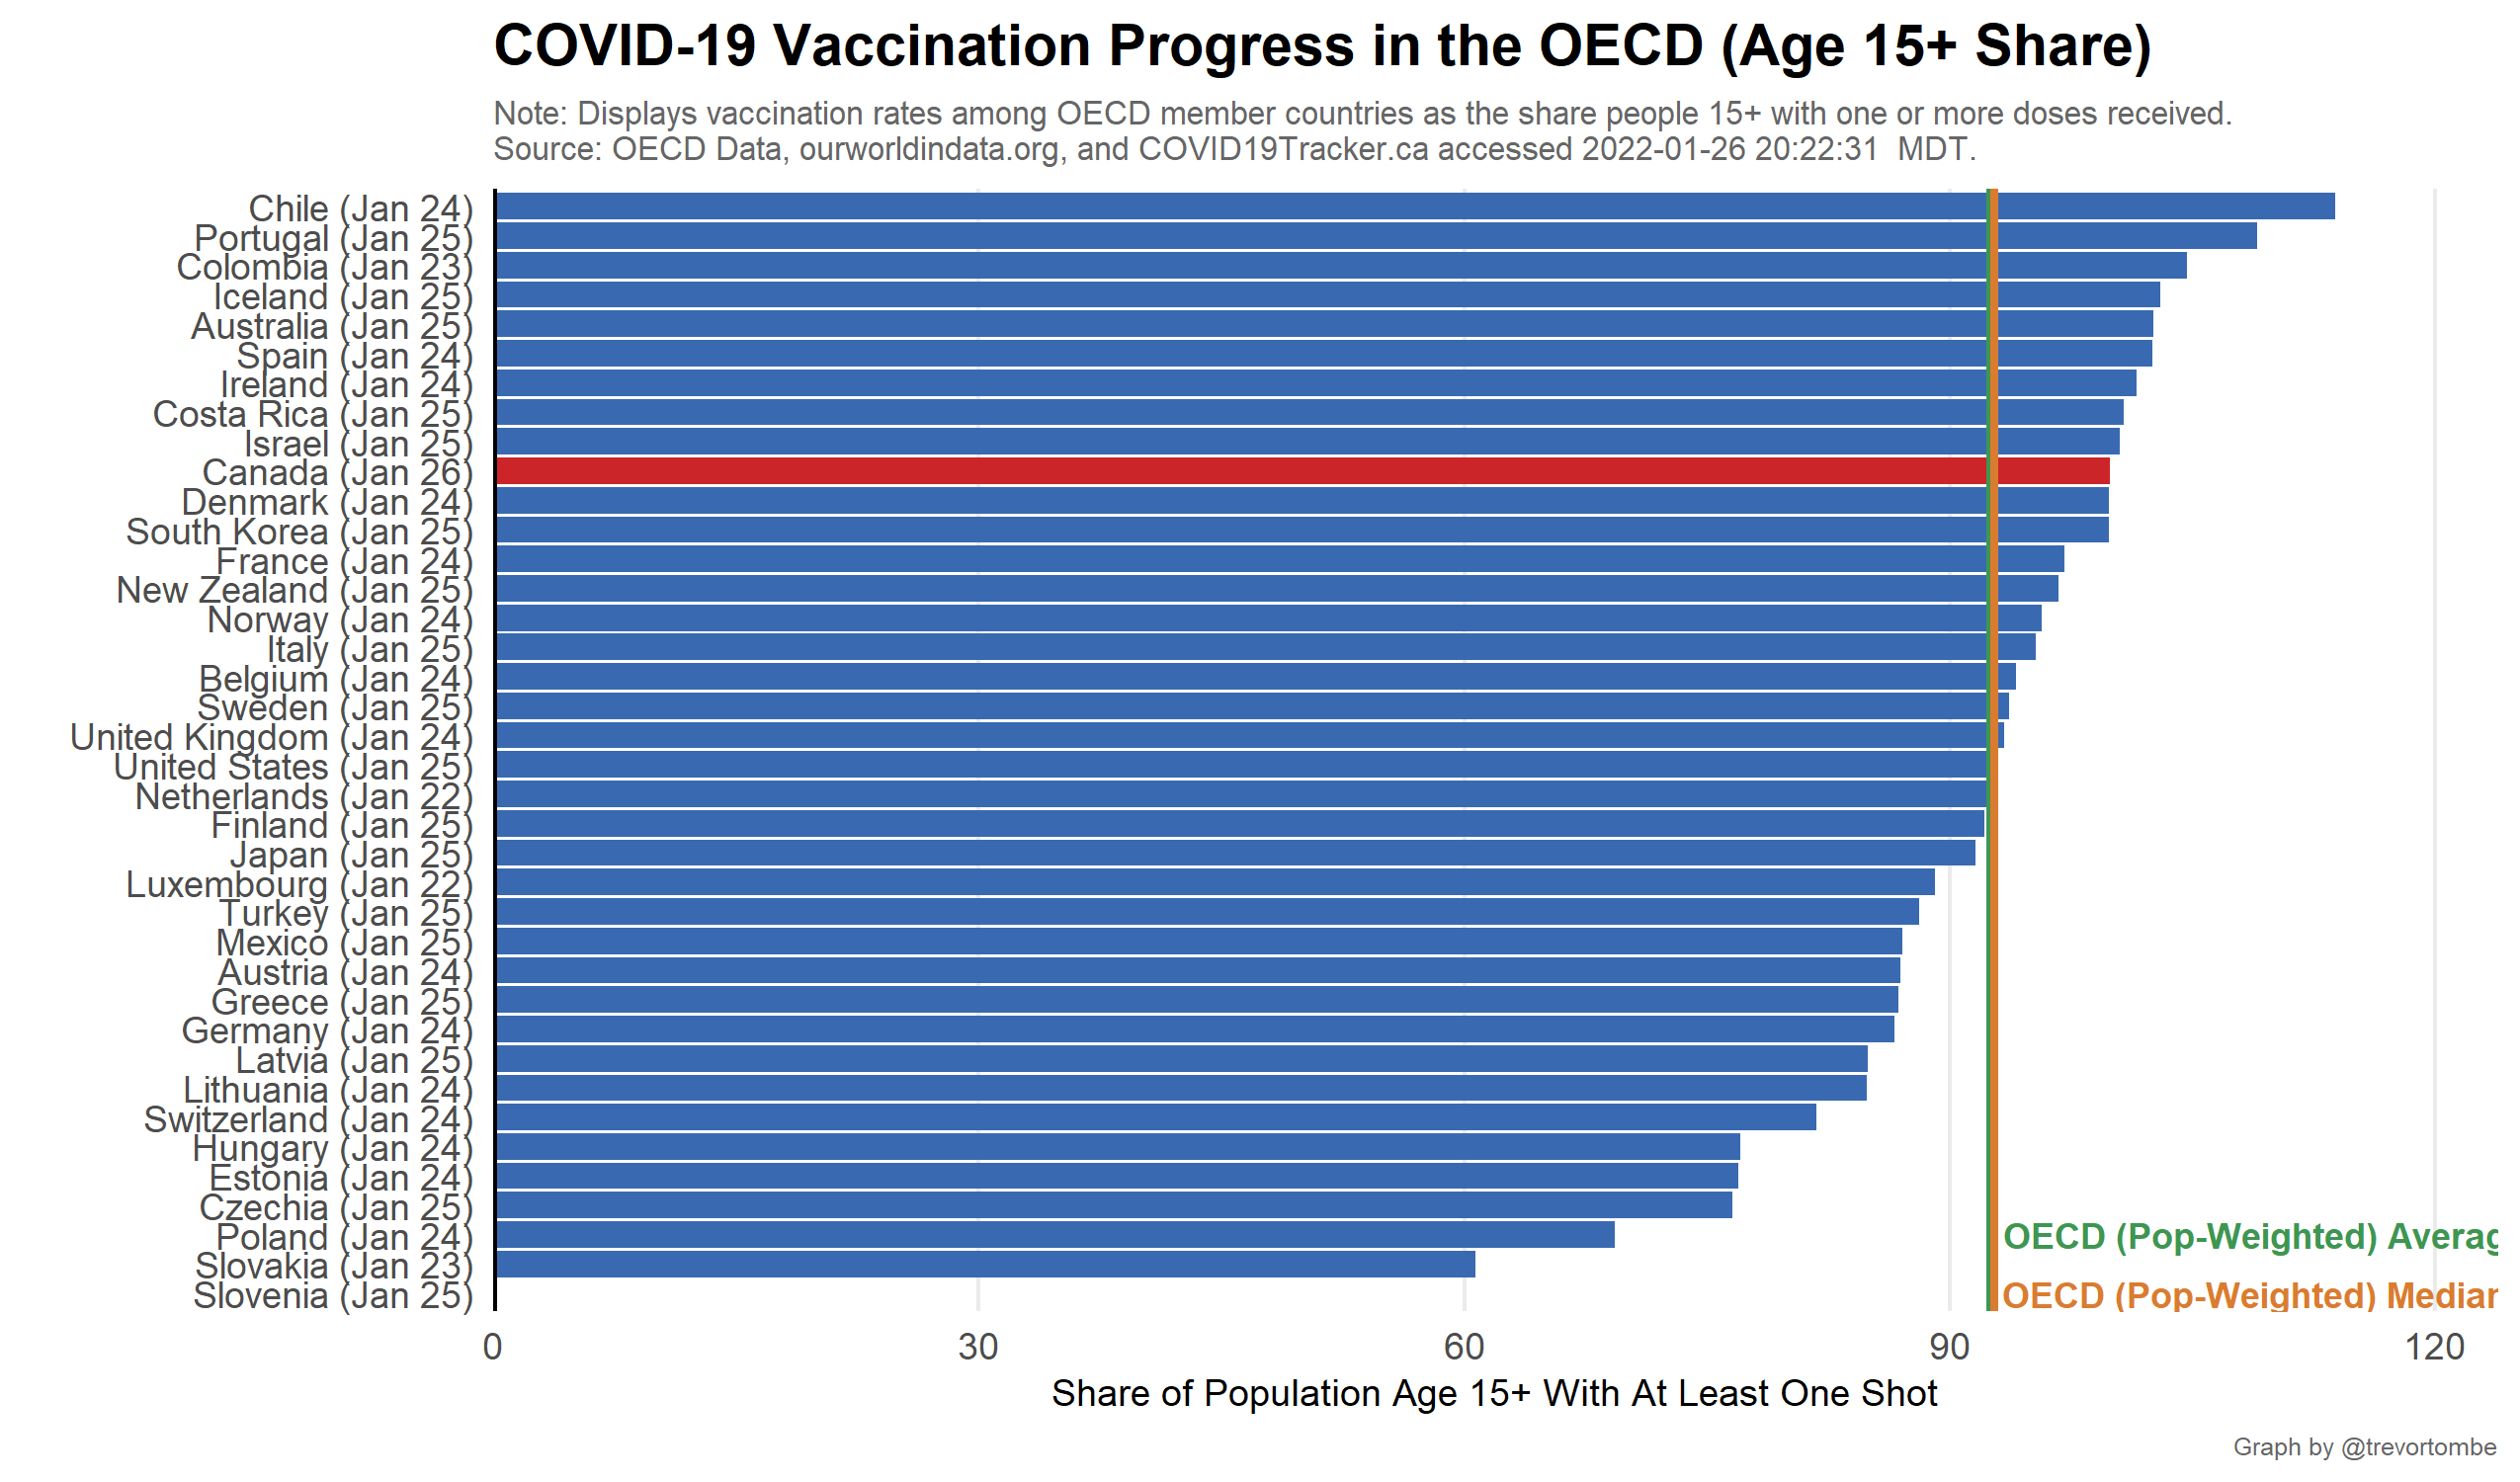 COVID-19 Vaccination Progress in the OECD (Age 15+ Share)
Note: Displays vaccination rates among OECD member countries as the share people 15+ with one or more doses received.
Source: OECD Data, ourworldindata.org, and COVID19Tracker.ca accessed 2022-01-26 20:22:31  MDT.
Chile (Jan 24)
Portugal (Jan 25)
Colombia (Jan 23)
Iceland (Jan 25)
Australia (Jan 25)
Spain (Jan 24)
Ireland (Jan 24)
Costa Rica (Jan 25)
Israel (Jan 25)
Canada (Jan 26)
Denmark (Jan 24)
South Korea (Jan 25)
France (Jan 24)
New Zealand (Jan 25)
Norway (Jan 24)
Italy (Jan 25)
Belgium (Jan 24)
Sweden (Jan 25)
United Kingdom (Jan 24)
United States (Jan 25)
Netherlands (Jan 22)
Finland (Jan 25)
Japan (Jan 25)
Luxembourg (Jan 22)
Turkey (Jan 25)
Mexico (Jan 25)
Austria (Jan 24)
Greece (Jan 25)
Germany (Jan 24)
Latvia (Jan 25)
Lithuania (Jan 24)
Switzerland (Jan 24)
Hungary (Jan 24)
Estonia (Jan 24)
Czechia (Jan 25)
Poland (Jan 24)
OECD (Pop-Weighted) Averag
Slovakia (Jan 23)
Slovenia (Jan 25)
OECD (Pop-Weighted) Median
0 30 60 90 120
Share of Population Age 15+ With At Least One Shot
Graph by @trevortombe